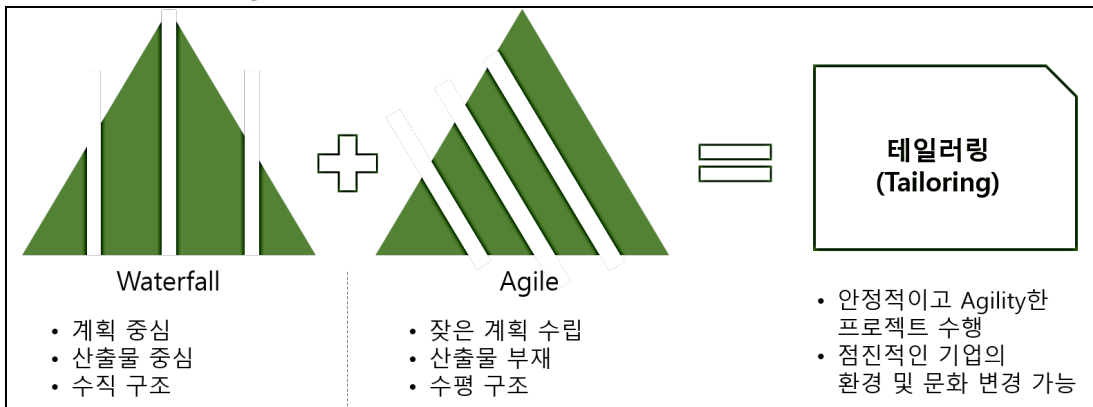 Waterfall
• 계획 중심
• 산출물 중심
• 수직 구조
Agile
• 잦은 계획 수립
• 산출물 부재
• 수평 구조
테일러링
(Tailoring)
• 안정적이고 Agility한
프로젝트 수행
• 점진적인 기업의
환경 및 문화 변경 가능